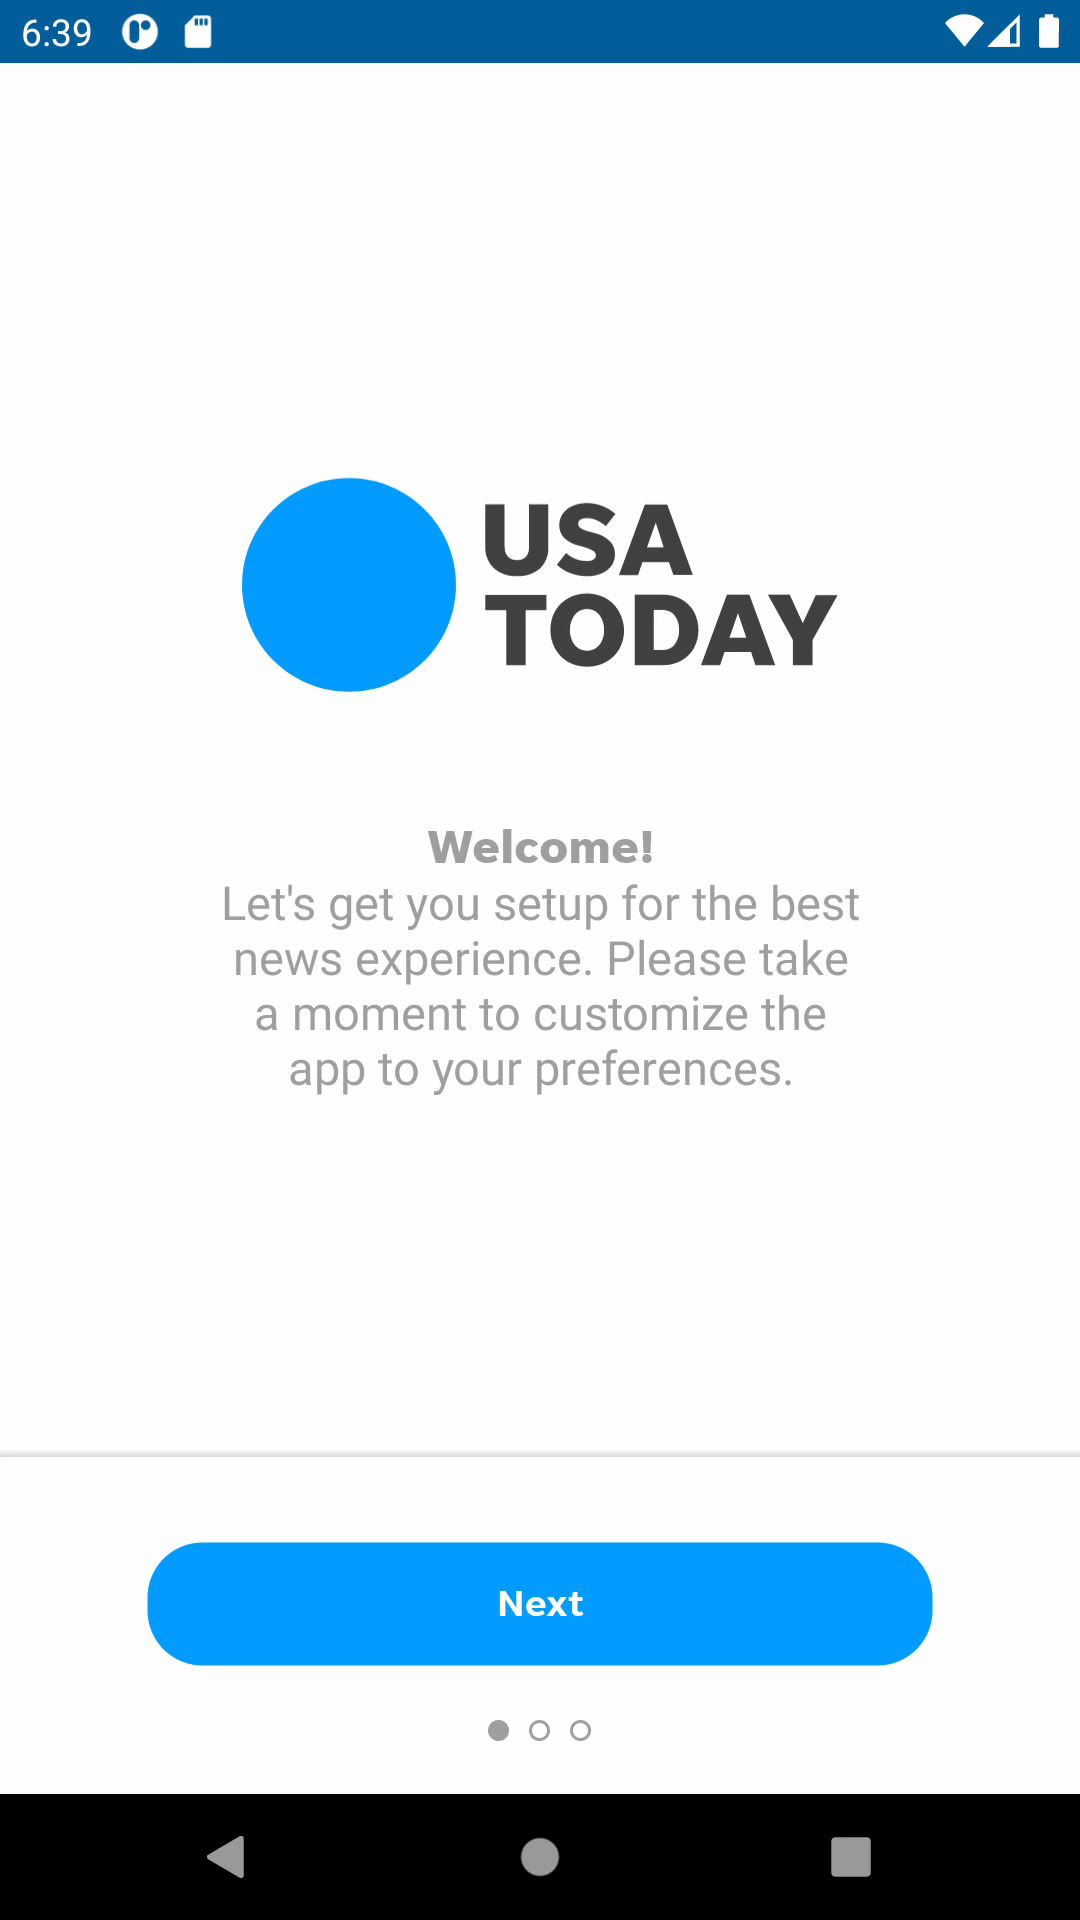 6:39
USA
TODAY
Welcome!
Let's get you setup for the best
news experience. Please take
a moment to customize the
app to your preferences.
Next